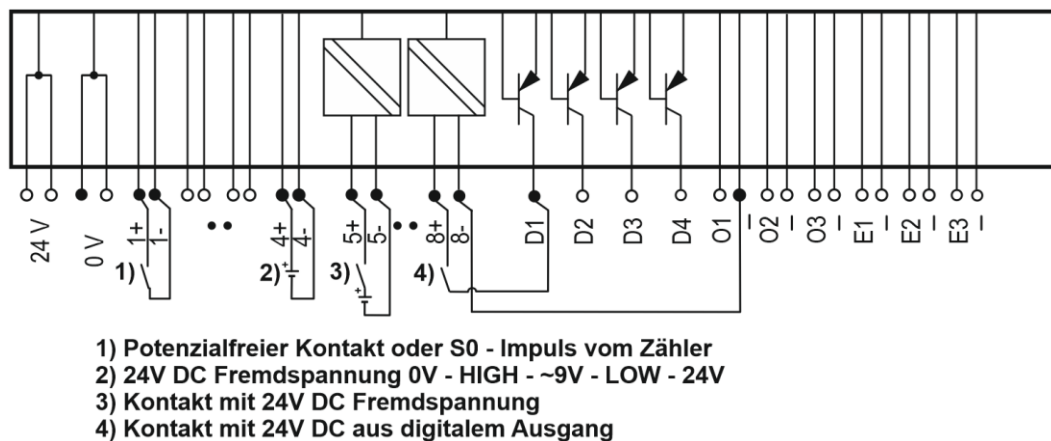 24 V
0 V
1+
1-
4+
4-
5+
5-
8+
8-
D1
D2
D3
D4
O1
–
O2
–
O3
–
E1
–
E2
–
E3
–
1)
2)
+
3)
+
4)
1) Potenzialfreier Kontakt oder S0 - Impuls vom Zähler
2) 24V DC Fremdspannung 0V - HIGH - ~9V - LOW - 24V
3) Kontakt mit 24V DC Fremdspannung
4) Kontakt mit 24V DC aus digitalem Ausgang